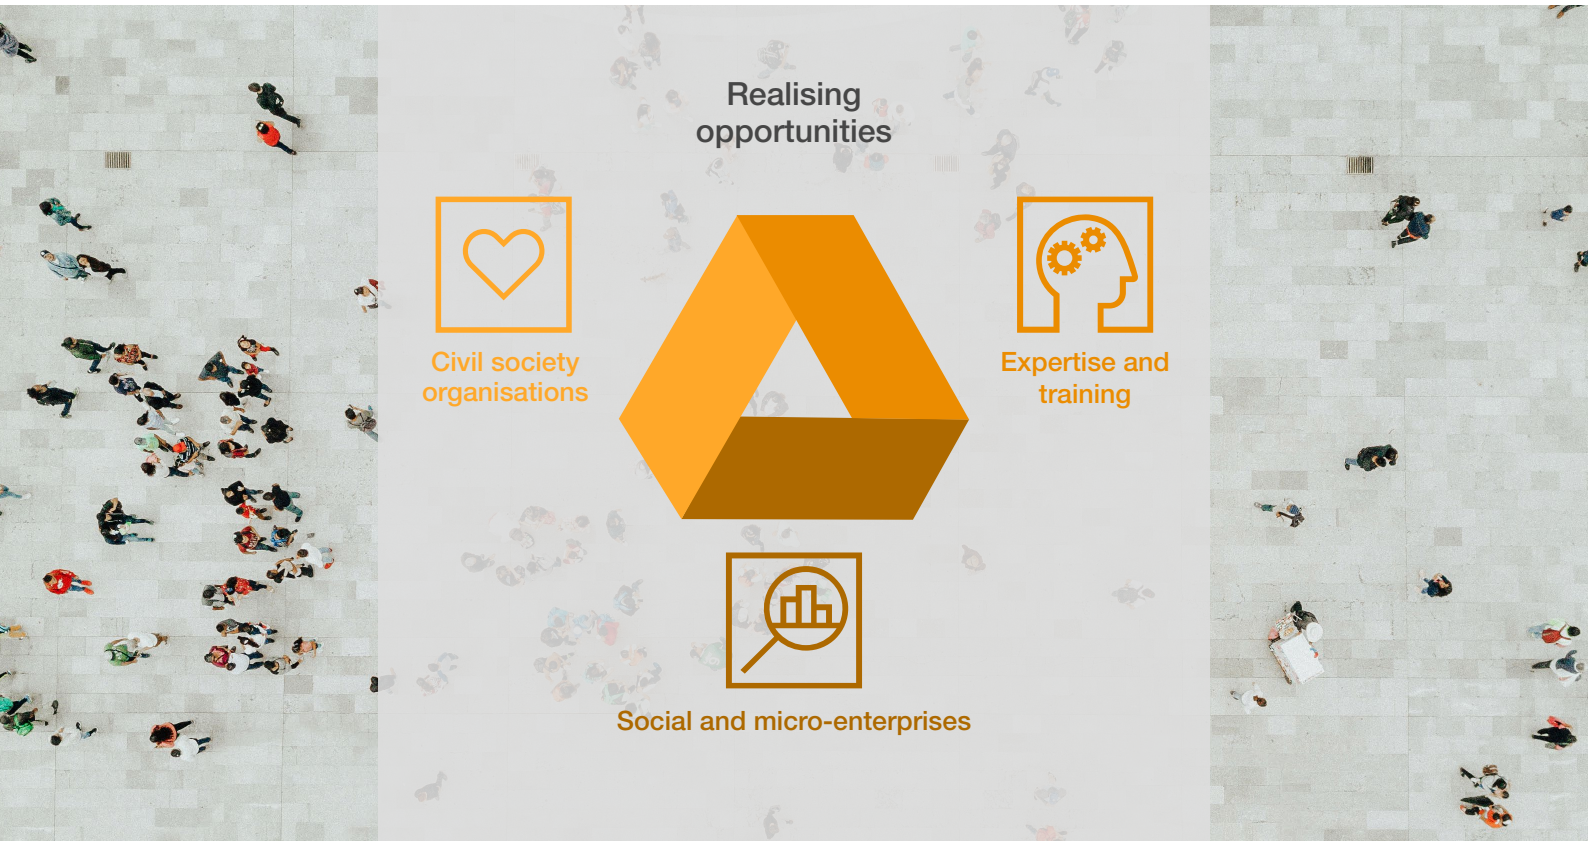 Realising
opportunities
Civil society
organisations
Expertise and
training
Social and micro-enterprises